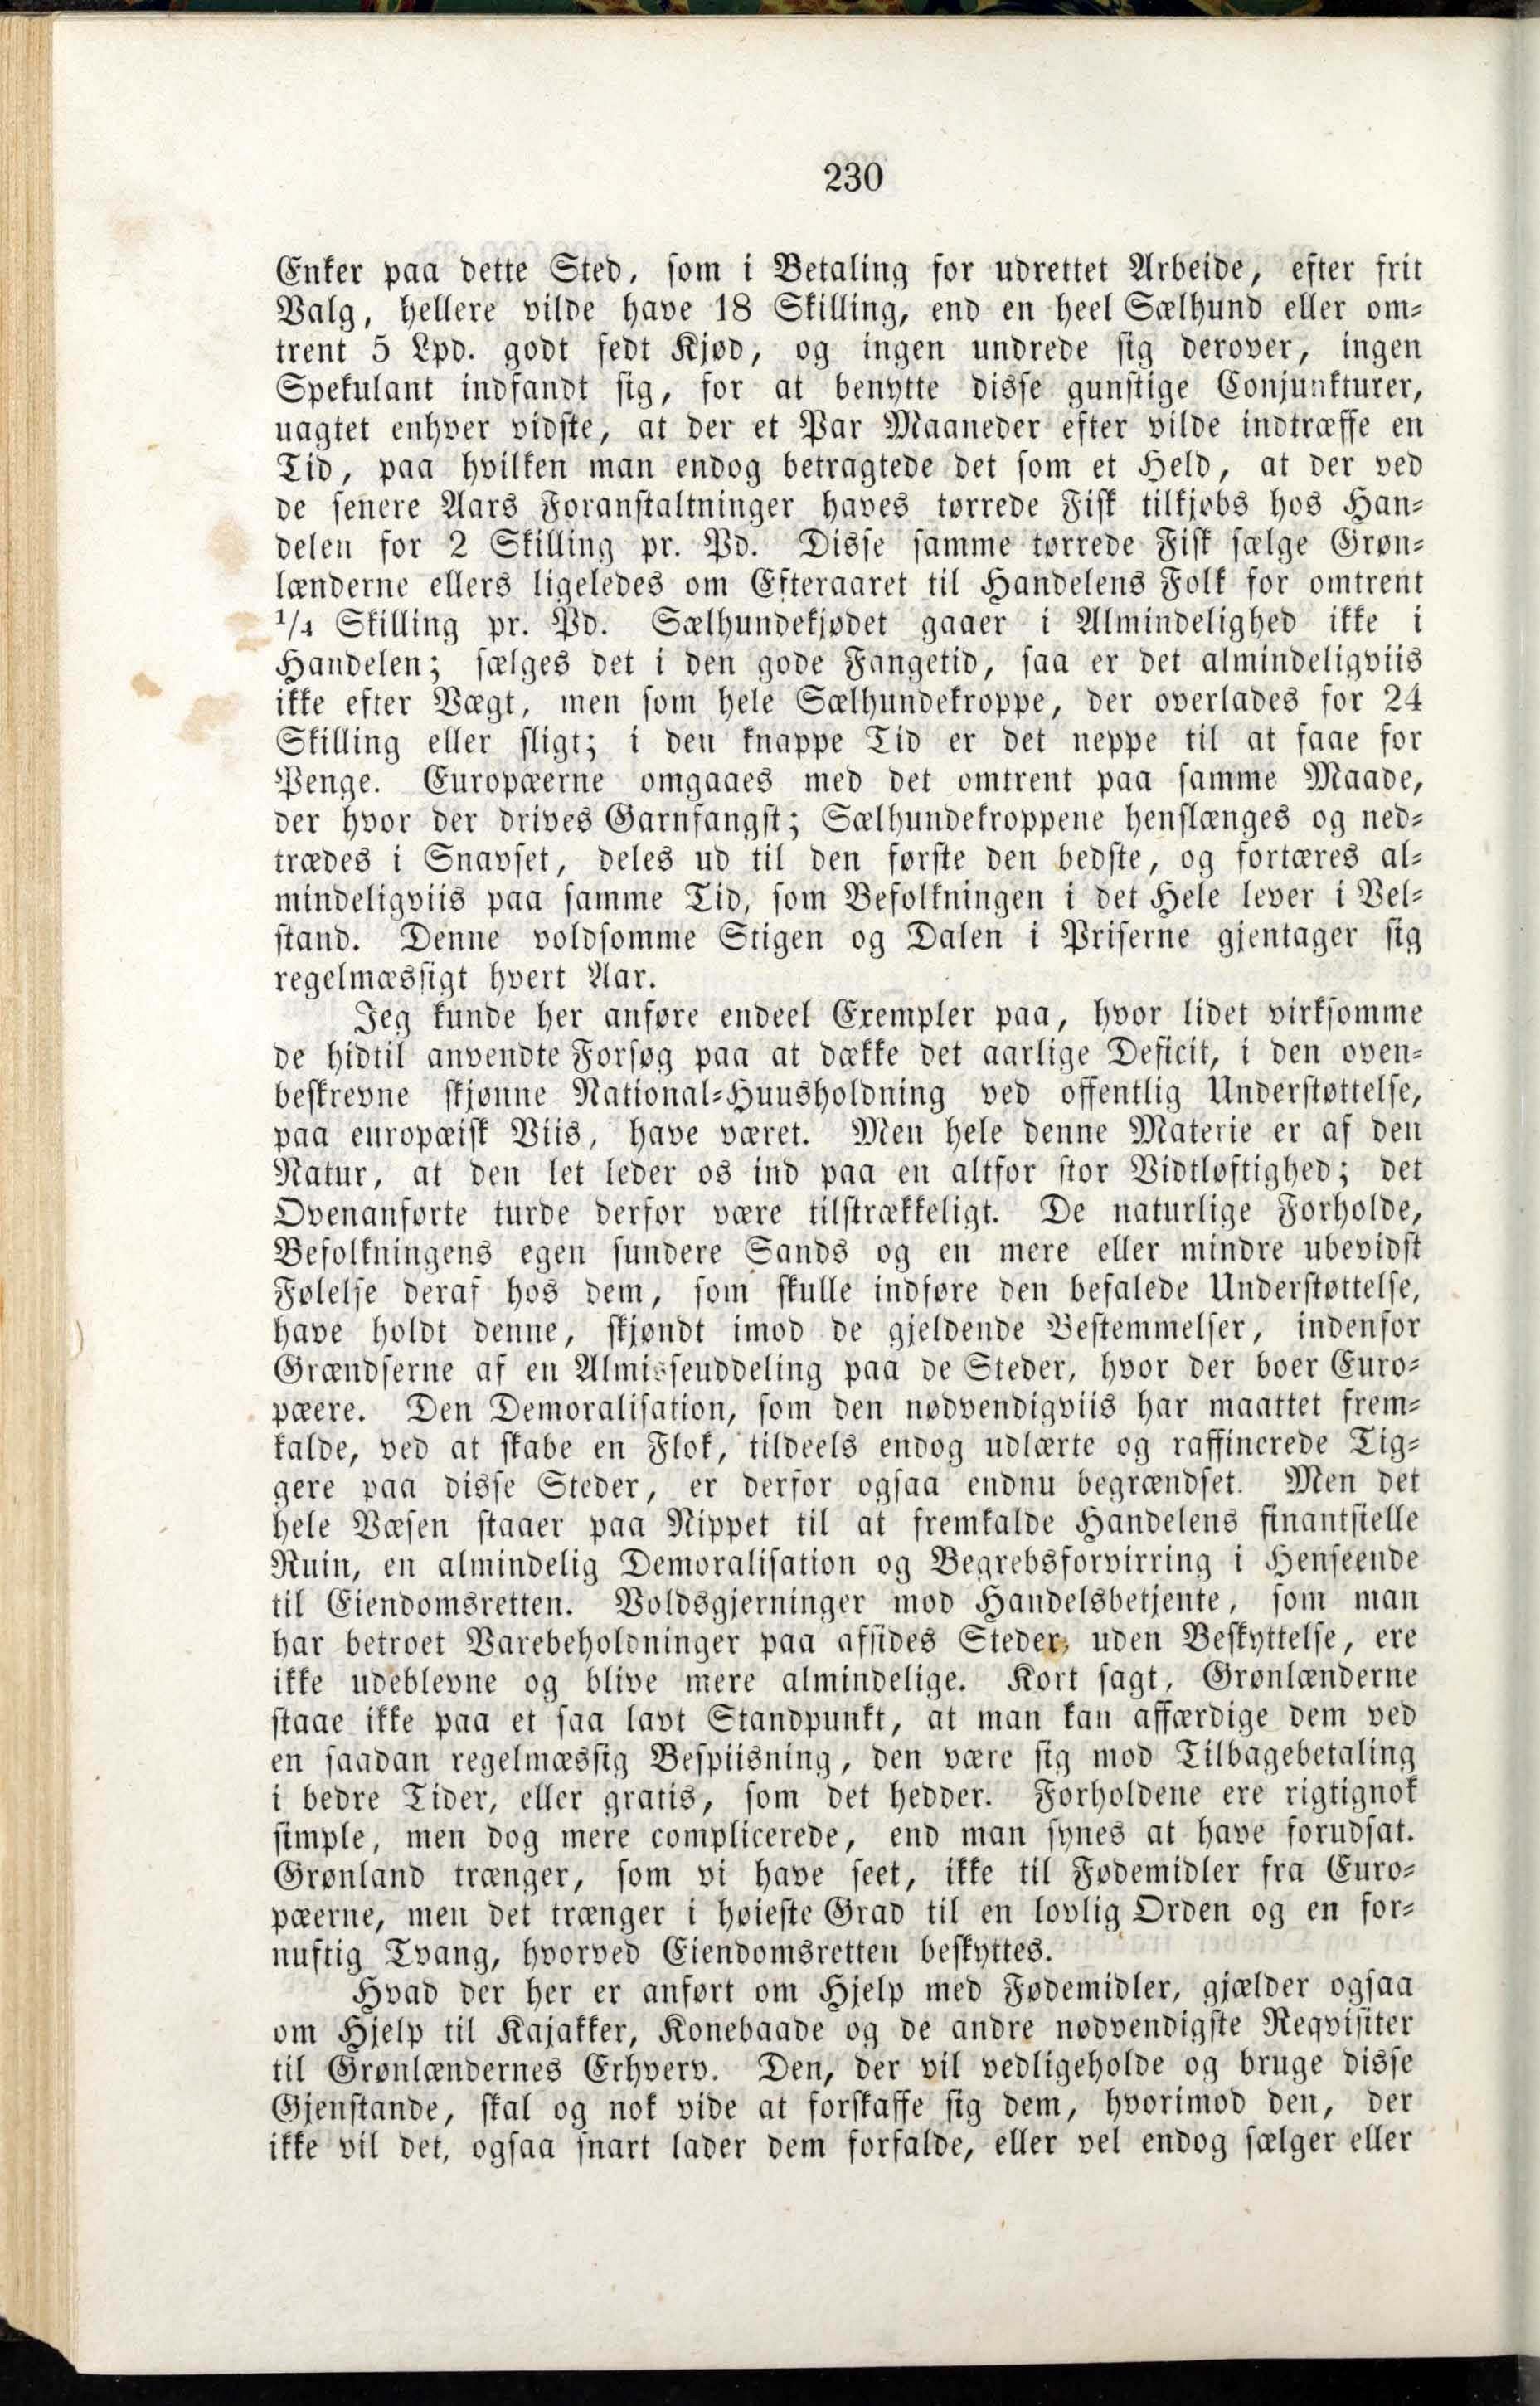 230
Enker paa dette Sted, som i Betaling for udrettet Arbeide, efter frit
Valg, hellere vilde have 18 Skilling, end en heel Sælhund eller om-
trent 5 Lpd. godt fedt Kjød, og ingen undrede sig derover, ingen
Spekulant indfandt sig, for at benytte disse gunstige Conjunkturer,
uagtet enhver vidste, at der et Par Maaneder efter vilde indtræffe en
Tid, paa hvilken man endog betragtede det som et Held, at der ved
de senere Aars Foranstaltninger haves tørrede Fisk tilkjøbs hos Han-
delen for 2 Skilling pr. Pd. Disse samme tørrede Fisk sælge Grøn-
lænderne ellers ligeledes om Efteraaret til Handelens Folk for omtrent
1/4 Skilling pr. Pd. Sælhundekjødet gaaer i Almindelighed ikke i
Handelen; sælges det i den gode Fangetid, saa er det almindeligviis
ikke efter Vægt, men som hele Sælhundekroppe, der overlades for 24
Skilling eller sligt; i den knappe Tid er det neppe til at faae for
Penge. Europæerne omgaaes med det omtrent paa samme Maade,
der hvor der drives Garnfangst; Sælhundekroppene henslænges og ned-
trædes i Snavset, deles ud til den første den bedste, og fortæres al-
mindeligviis paa samme Tid, som Befolkningen i det Hele lever i Vel-
stand. Denne voldsomme Stigen og Dalen i Priserne gjentager sig
regelmæssigt hvert Aar.
Jeg kunde her anføre endeel Exempler paa, hvor lidet virksomme
de hidtil anvendte Forsøg paa at dække det aarlige Deficit, i den oven-
beskrevne skjønne National-Huusholdning ved offentlig Understøttelse,
paa europæisk Viis, have været. Men hele denne Materie er af den
Natur, at den let leder os ind paa en altfor stor Vidtløftighed; det
Ovenanførte turde derfor være tilstrækkeligt. De naturlige Forholde,
Befolkningens egen sundere Sands og en mere eller mindre ubevidst
Følelse deraf hos dem, som skulle indføre den befalede Understøttelse,
have holdt denne, skjøndt imod de gjeldende Bestemmelser, indenfor
Grændserne af en Almisseuddeling paa de Steder, hvor der boer Euro-
pæere. Den Demoralisation, som den nødvendigviis har maattet frem-
kalde, ved at skabe en Flok, tildeels endog udlærte og raffinerede Tig-
gere paa disse Steder, er derfor ogsaa endnu begrændset. Men det
hele Væsen staaer paa Nippet til at fremkalde Handelens finantsielle
Ruin, en almindelig Demoralisation og Begrebsforvirring i Henseende
til Eiendomsretten. Voldsgjerninger mod Handelsbetjente, som man
har betroet Varebeholdninger paa afsides Steder, uden Beskyttelse, ere
ikke udeblevne og blive mere almindelige. Kort sagt, Grønlænderne
staae ikke paa et saa lavt Standpunkt, at man kan affærdige dem ved
en saadan regelmæssig Bespiisning, den være sig mod Tilbagebetaling
i bedre Tider, eller gratis, som det hedder. Forholdene ere rigtignok
simple, men dog mere complicerede, end man synes at have forudsat.
Grønland trænger, som vi have seet, ikke til Fødemidler fra Euro-
pæerne, men det trænger i høieste Grad til en lovlig Orden og en for-
nuftig Tvang, hvorved Eiendomsretten beskyttes.
Hvad der her er anført om Hjelp med Fødemidler, gjælder ogsaa
om Hjelp til Kajakker, Konebaade og de andre nødvendigste Reqvisiter
til Grønlændernes Erhverv. Den, der vil vedligeholde og bruge disse
Gjenstande, skal og nok vide at forskaffe sig dem, hvorimod den, der
ikke vil det, ogsaa snart lader dem forfalde, eller vel endog sælger eller